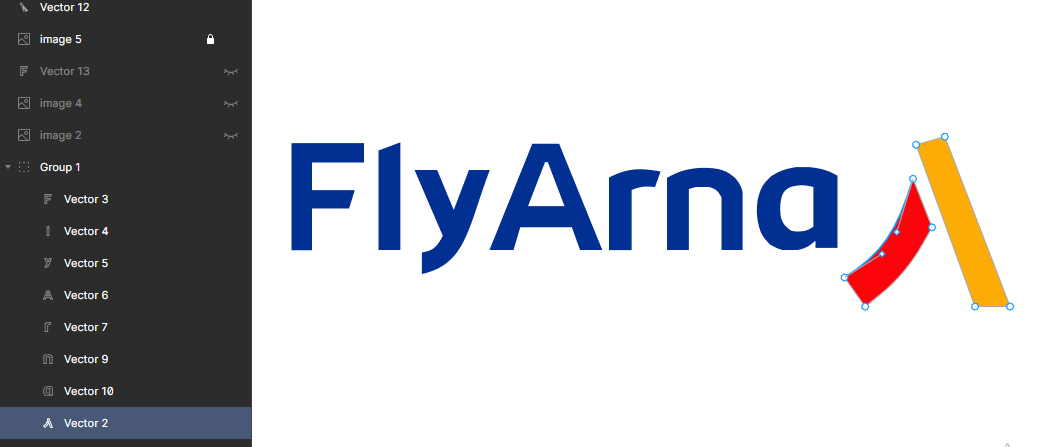 Vector 12
image 5
Vector 13
image 4
image 2
Group 1
Vector 3
Vector 4
Vector 5
Vector 6
Vector 7
Vector 9
Vector 10
Vector 2
FlyArna